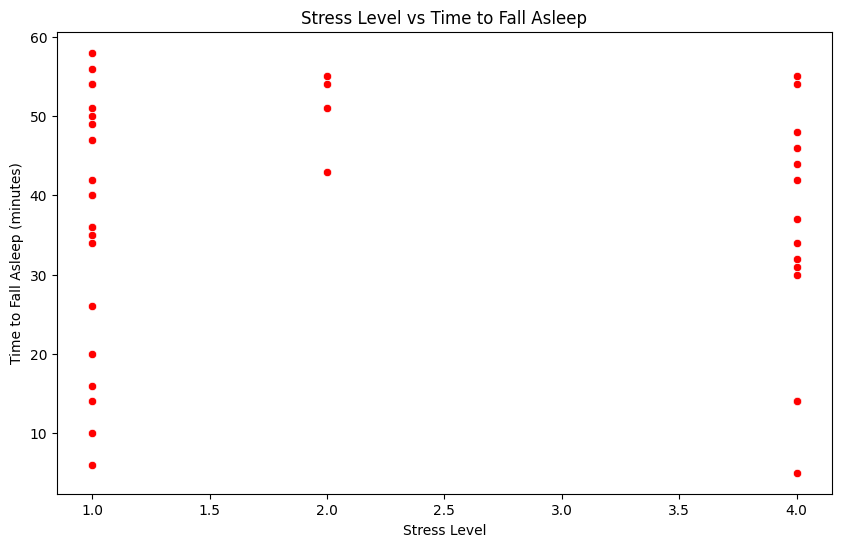 Stress Level vs Time to Fall Asleep
Time to Fall Asleep (minutes)
60
50
40
30
20
10
1.0 1.5 2.0 2.5 3.0 3.5 4.0
Stress Level